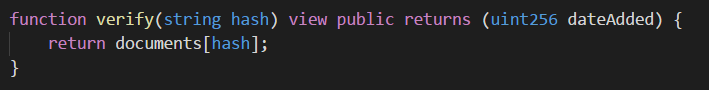 function verify(string hash) view public returns (uint256 dateAdded) {
    return documents[hash];
}